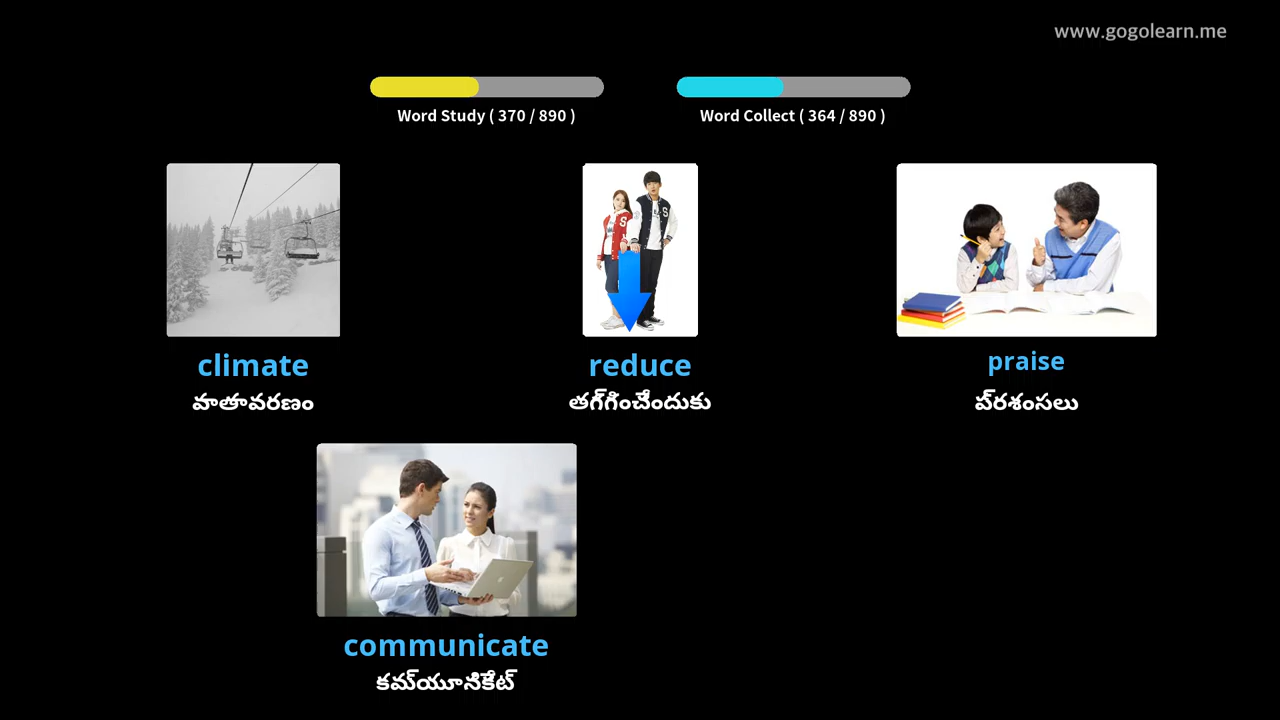 www.gogolearn.me
Word Study ( 370 / 890 )
Word Collect ( 364 / 890 )
climate
వాతావరణం
reduce
తగ్గించేందుకు
praise
ప్రశంసలు
communicate
కమ్యూనికేట్